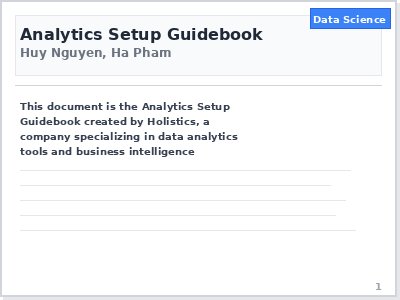 Data Science
Analytics Setup Guidebook
Huy Nguyen, Ha Pham
This document is the Analytics Setup
Guidebook created by Holistics, a
company specializing in data analytics
tools and business intelligence
1